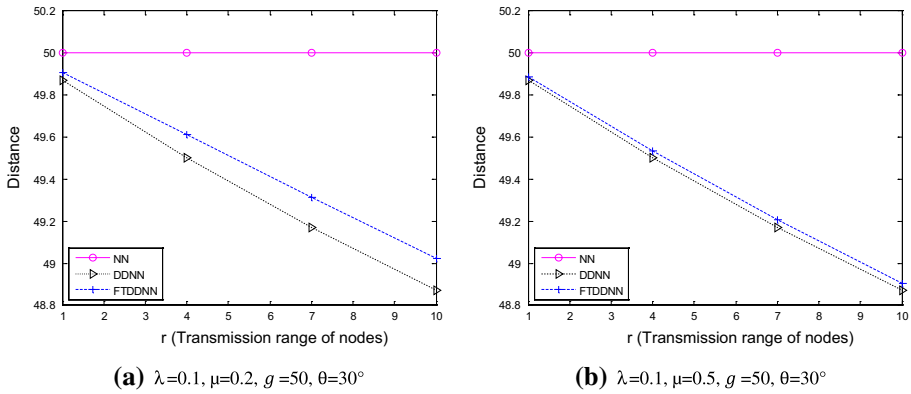 50.2
50
49.8
49.6
49.4
49.2
49
48.8
Distance
NN
DDNN
FTDDNN
1 2 3 4 5 6 7 8 9 10
r (Transmission range of nodes)
(a) λ=0.1, μ=0.2, g =50, θ=30°
50.2
50
49.8
49.6
49.4
49.2
49
48.8
Distance
NN
DDNN
FTDDNN
1 2 3 4 5 6 7 8 9 10
r (Transmission range of nodes)
(b) λ=0.1, μ=0.5, g =50, θ=30°